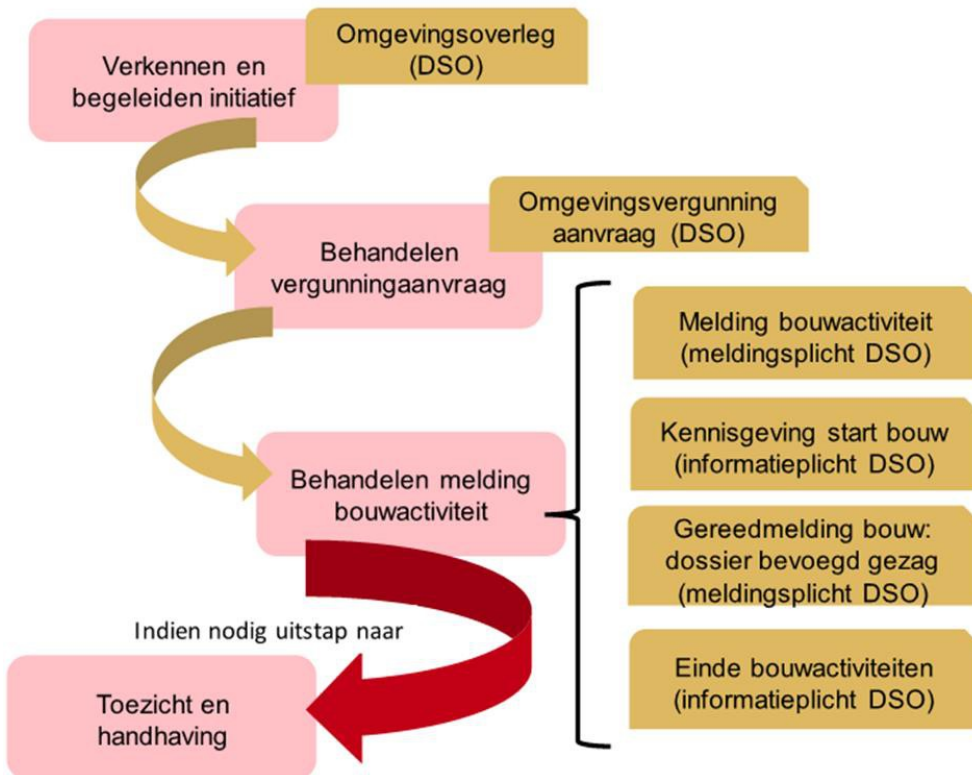 Omgevingsoverleg
(DSO)
Verkennen en
begeleiden initiatief
Omgevingsvergunning
aanvraag (DSO)
Behandelen
vergunningaanvraag
Melding bouwactiviteit
(meldingsplicht DSO)
Kennisgeving start bouw
(informatieplicht DSO)
Behandelen melding
bouwactiviteit
Gereedmelding bouw:
dossier bevoegd gezag
(meldingsplicht DSO)
Einde bouwactiviteiten
(informatieplicht DSO)
Indien nodig uitstap naar
Toezicht en
handhaving